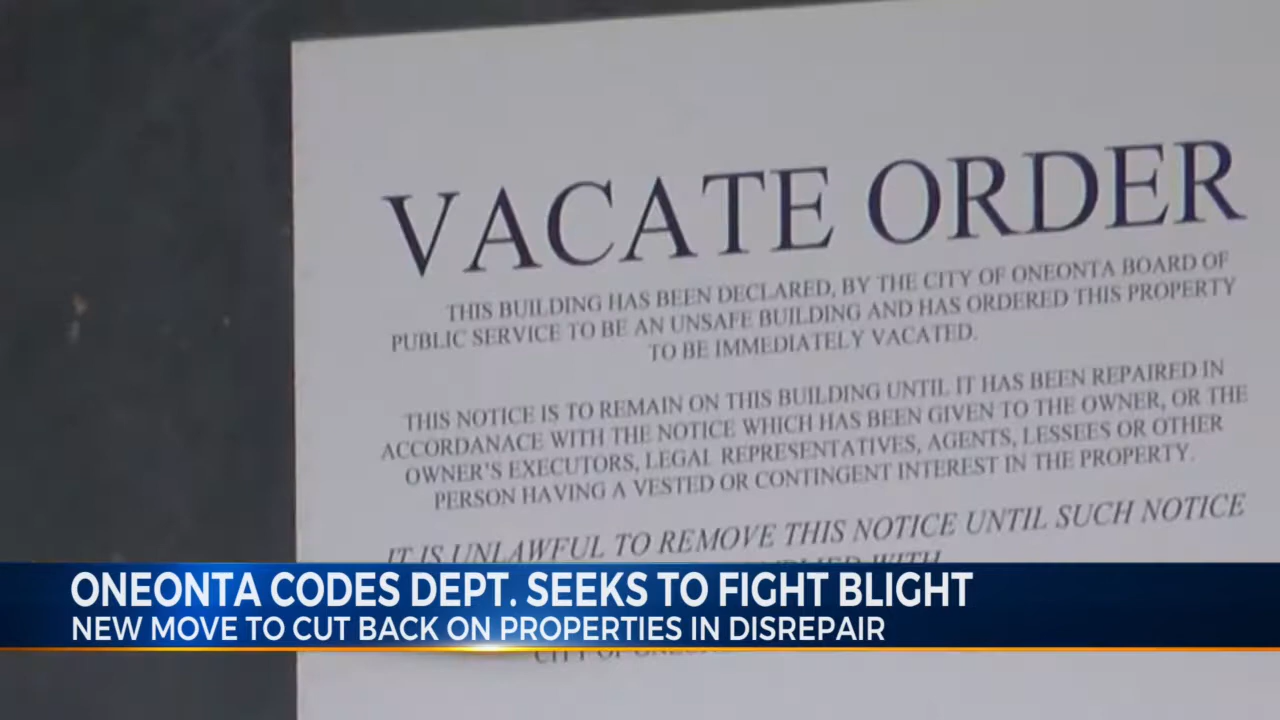 VACATE ORDER
THIS BUILDING HAS BEEN DECLARED, BY THE CITY OF ONEONTA BOARD OF
PUBLIC SERVICE TO BE AN UNSAFE BUILDING AND HAS ORDERED THIS PROPERTY
TO BE IMMEDIATELY VACATED.
THIS NOTICE IS TO REMAIN ON THIS BUILDING UNTIL IT HAS BEEN REPAIRED IN
ACCORDANACE WITH THE NOTICE WHICH HAS BEEN GIVEN TO THE OWNER, OR THE
OWNER'S EXECUTORS, LEGAL REPRESENTATIVES, AGENTS, LESSEES OR OTHER
PERSON HAVING A VESTED OR CONTINGENT INTEREST IN THE PROPERTY.
IT IS UNLAWFUL TO REMOVE THIS NOTICE UNTIL SUCH NOTICE
WITH
ONEONTA CODES DEPT. SEEKS TO FIGHT BLIGHT
NEW MOVE TO CUT BACK ON PROPERTIES IN DISREPAIR
CITY OF